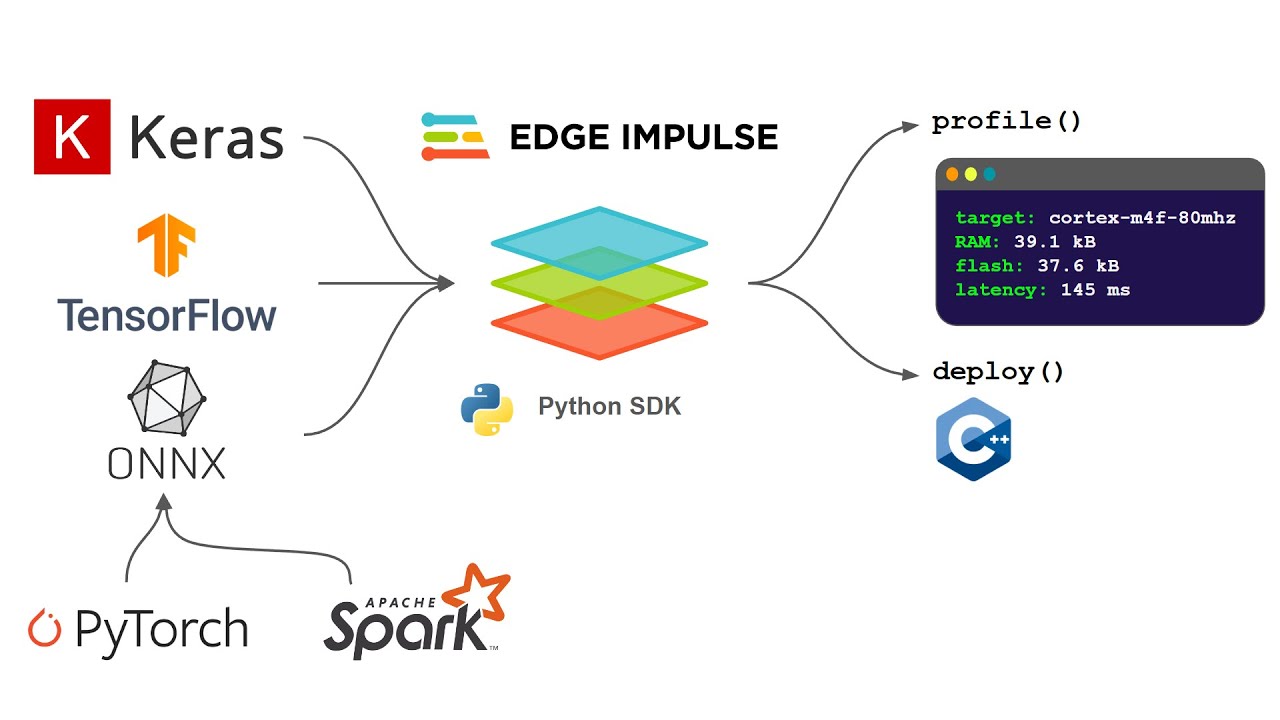 K Keras
EDGE IMPULSE
profile()
target: cortex-m4f-80mhz
RAM: 39.1 kB
flash: 37.6 kB
latency: 145 ms
TensorFlow
Python SDK
deploy()
C++
ONNX
PyTorch
APACHE
Spark™